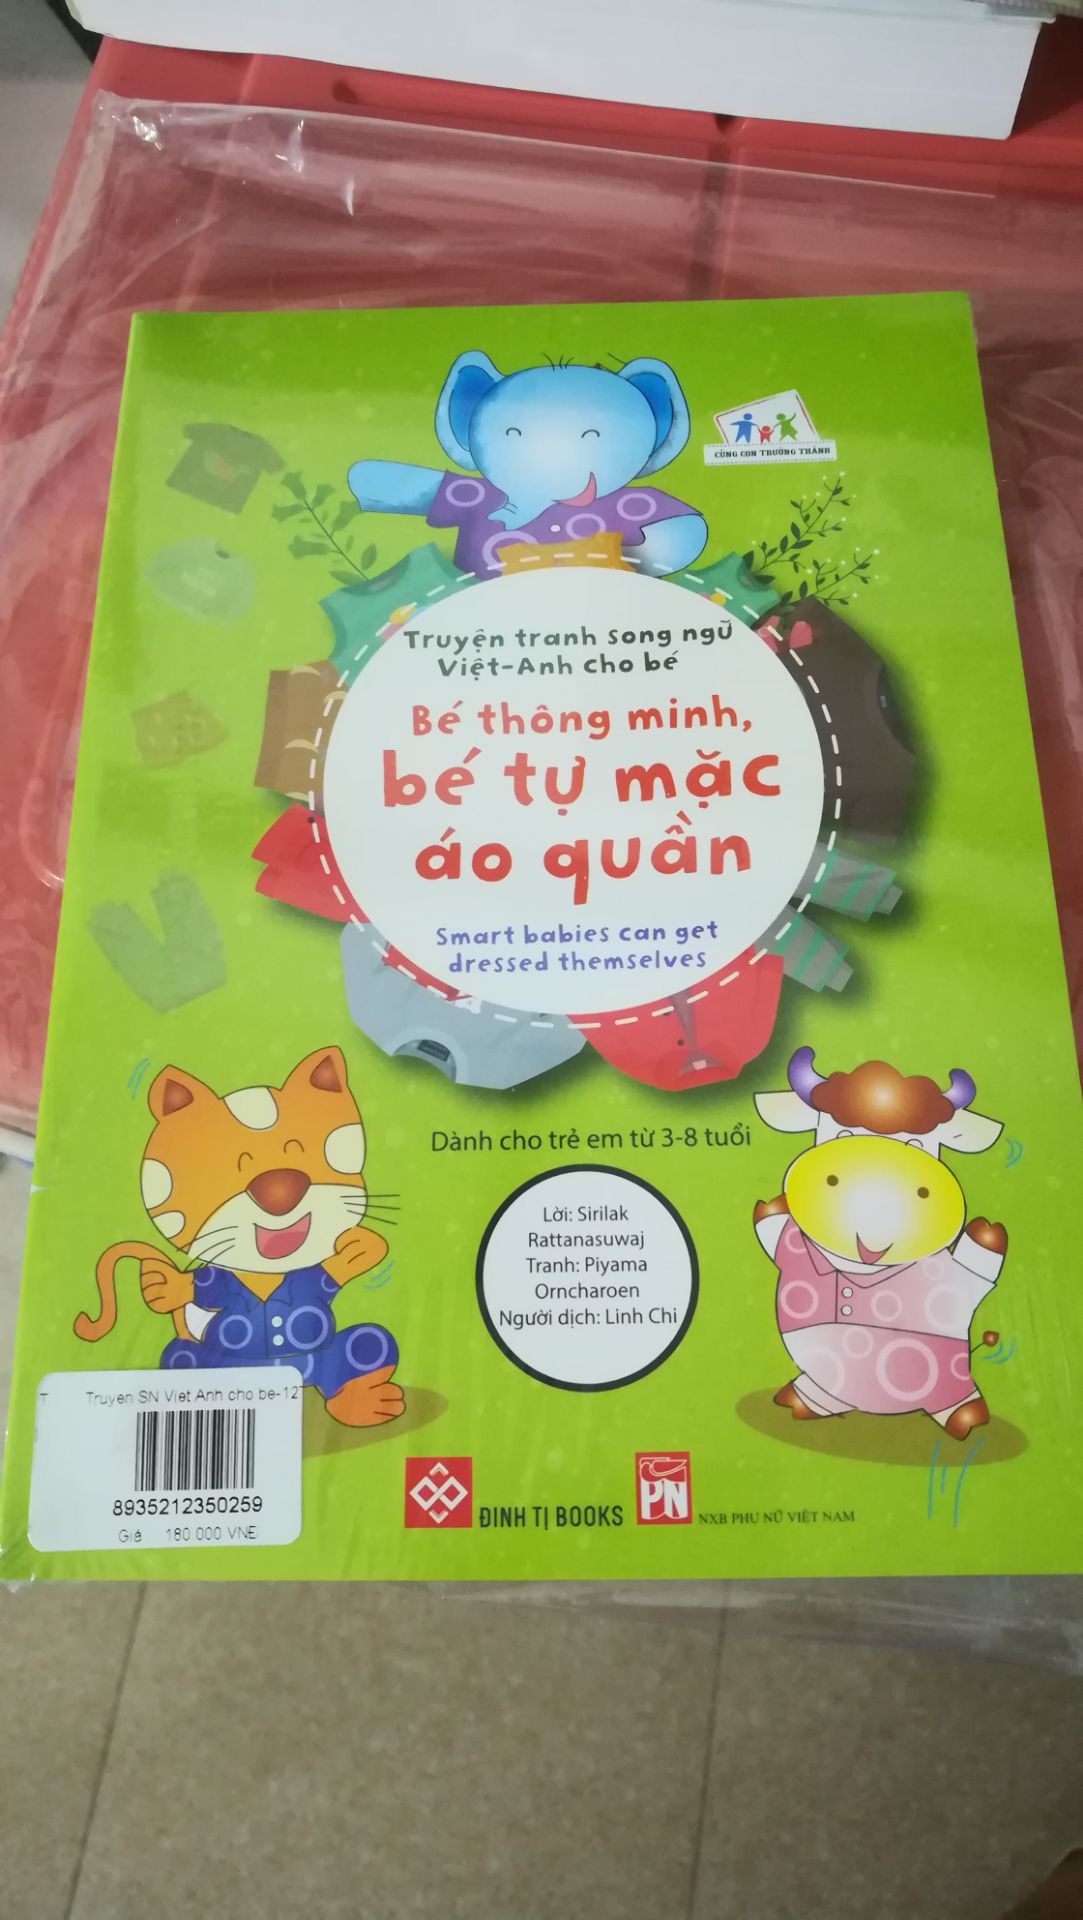 CÙNG CON TRƯỞNG THÀNH
Truyện tranh song ngữ
Việt-Anh cho bé
Bé thông minh,
bé tự mặc
áo quần
Smart babies can get
dressed themselves
Dành cho trẻ em từ 3-8 tuổi
Lời: Sirilak
Rattanasuwaj
Tranh: Piyama
Orncharoen
Người dịch: Linh Chi
T Truyen SN Viet Anh cho be-12T
8935212350259
Giá 180 000 VNĐ
ĐINH TỊ BOOKS
PN
NXB PHỤ NỮ VIỆT NAM